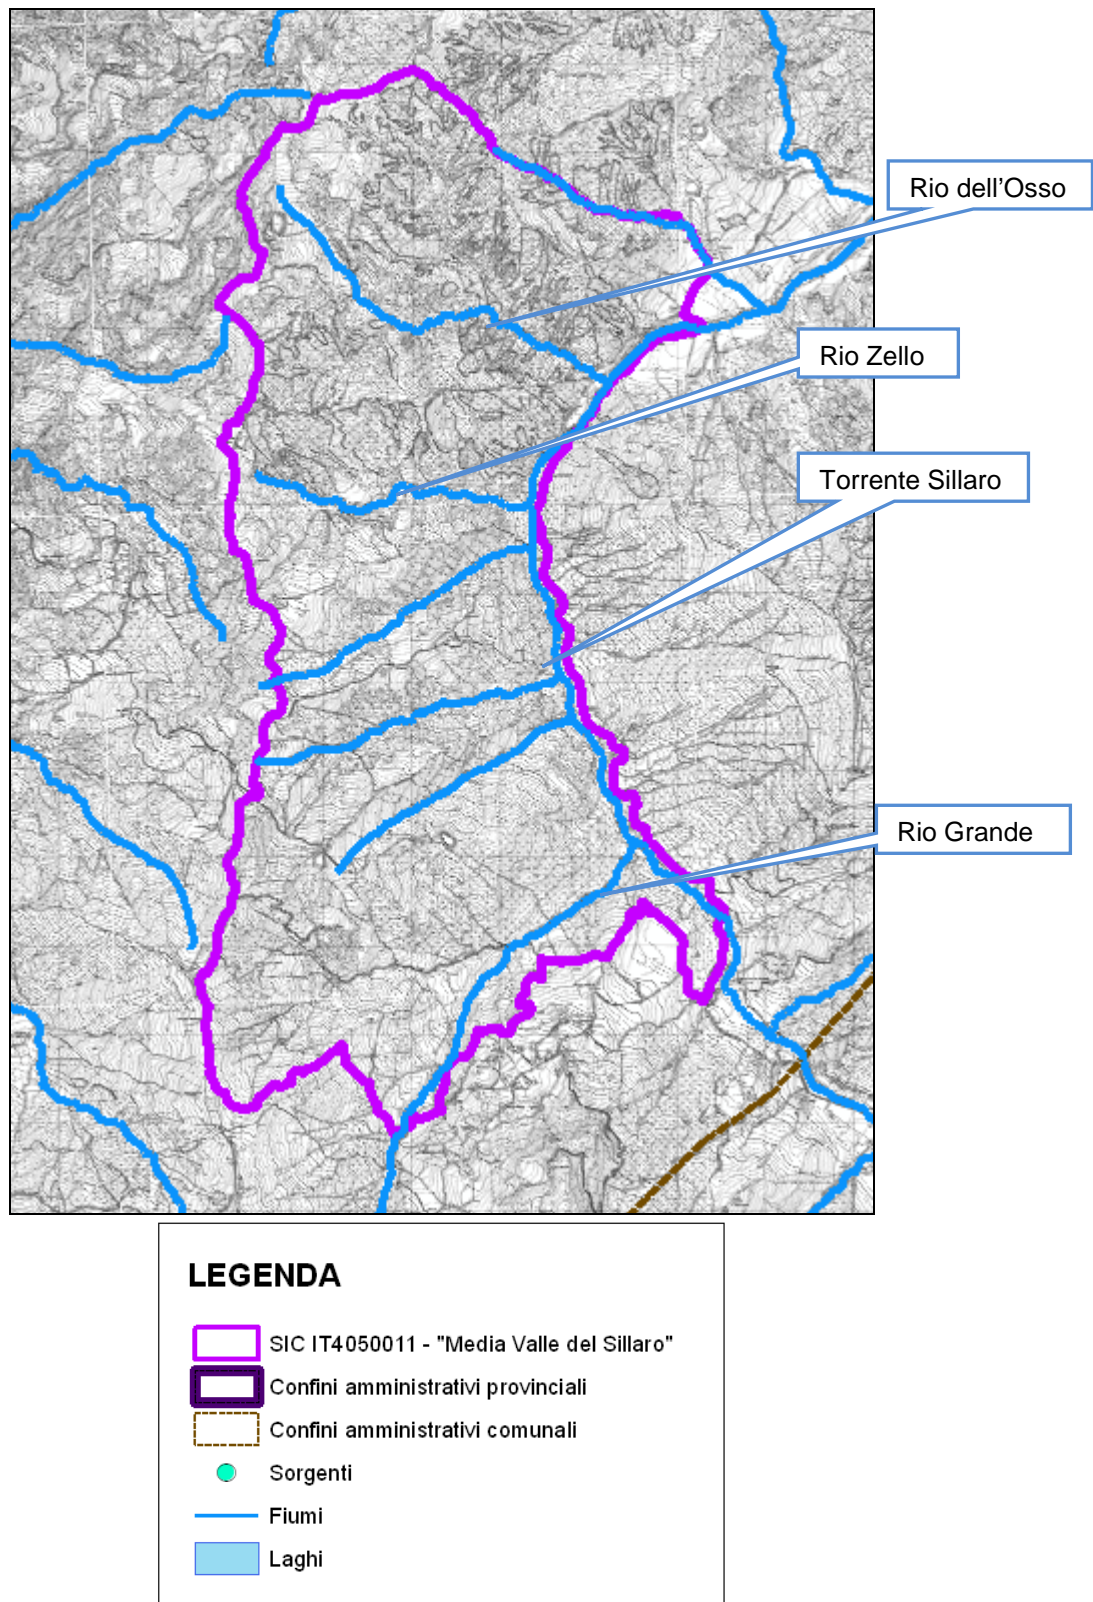 Rio dell’Osso
Rio Zello
Torrente Sillaro
Rio Grande
LEGENDA
SIC IT4050011 - "Media Valle del Sillaro"
Confini amministrativi provinciali
Confini amministrativi comunali
Sorgenti
Fiumi
Laghi